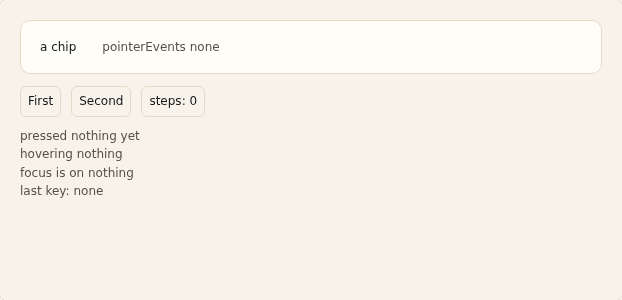 a chip pointerEvents none
First Second steps: 0
pressed nothing yet
hovering nothing
focus is on nothing
last key: none